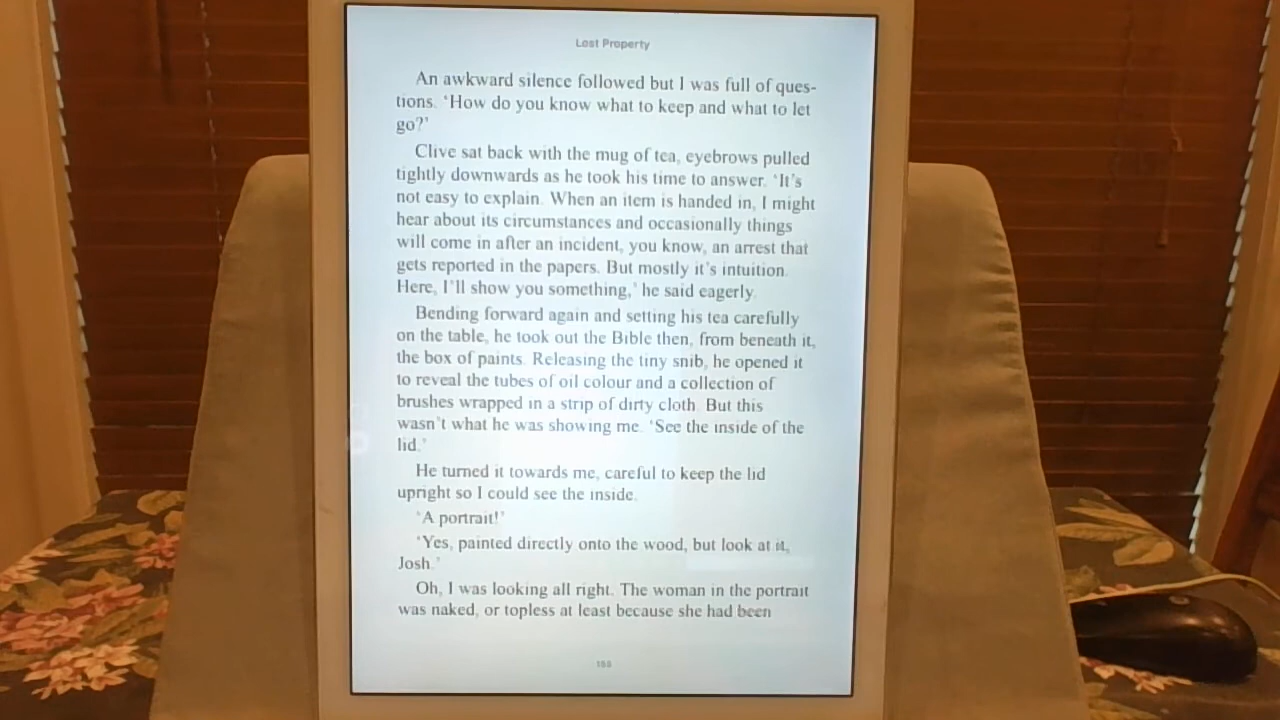 Lost Property
An awkward silence followed but I was full of ques-
tions. ‘How do you know what to keep and what to let
go?’
Clive sat back with the mug of tea, eyebrows pulled
tightly downwards as he took his time to answer. ‘It’s
not easy to explain. When an item is handed in, I might
hear about its circumstances and occasionally things
will come in after an incident, you know, an arrest that
gets reported in the papers. But mostly it’s intuition.
Here, I’ll show you something,’ he said eagerly.
Bending forward again and setting his tea carefully
on the table, he took out the Bible then, from beneath it,
the box of paints. Releasing the tiny snib, he opened it
to reveal the tubes of oil colour and a collection of
brushes wrapped in a strip of dirty cloth. But this
wasn’t what he was showing me. ‘See the inside of the
lid.’
He turned it towards me, careful to keep the lid
upright so I could see the inside.
‘A portrait!’
‘Yes, painted directly onto the wood, but look at it,
Josh.’
Oh, I was looking all right. The woman in the portrait
was naked, or topless at least because she had been